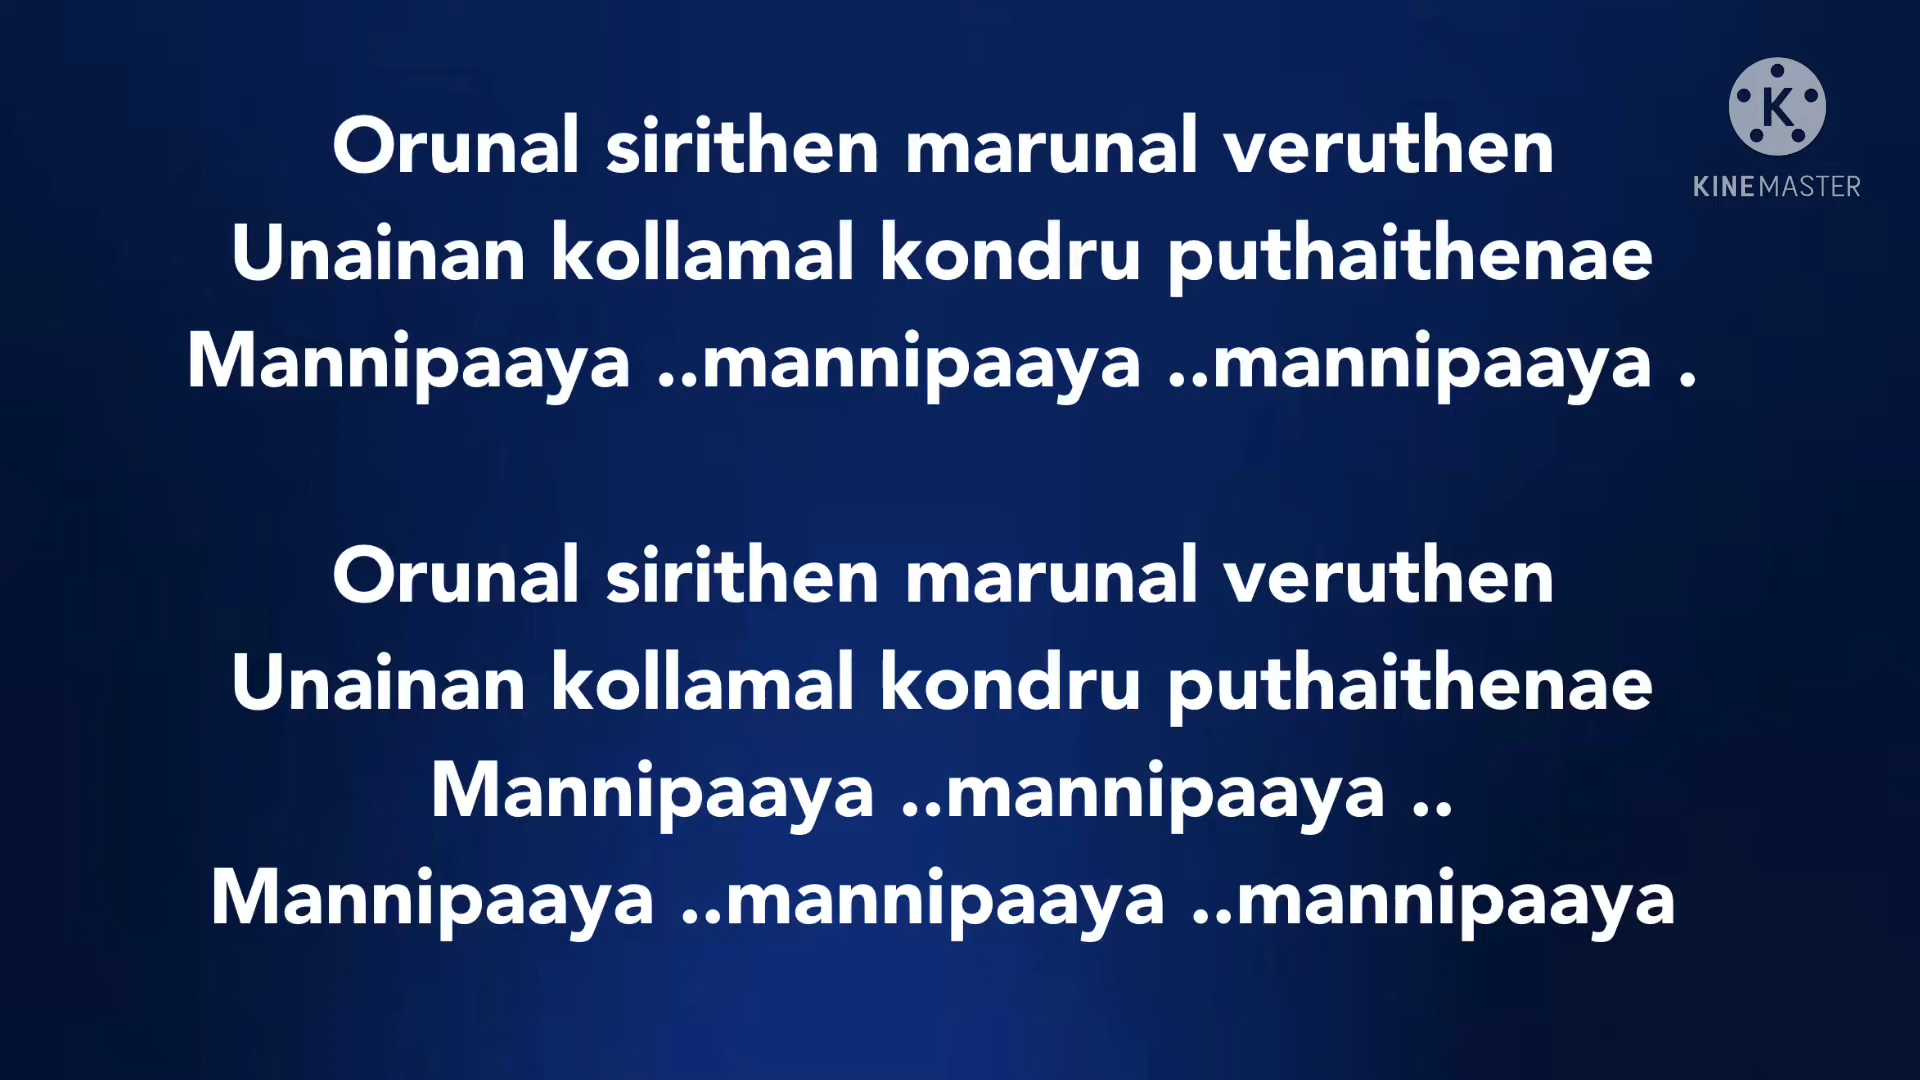 Orunal sirithen marunal veruthen
Unainan kollamal kondru puthaithenae
Mannipaaya ..mannipaaya ..mannipaaya .
Orunal sirithen marunal veruthen
Unainan kollamal kondru puthaithenae
Mannipaaya ..mannipaaya ..
Mannipaaya ..mannipaaya ..mannipaaya
K
KINEMASTER